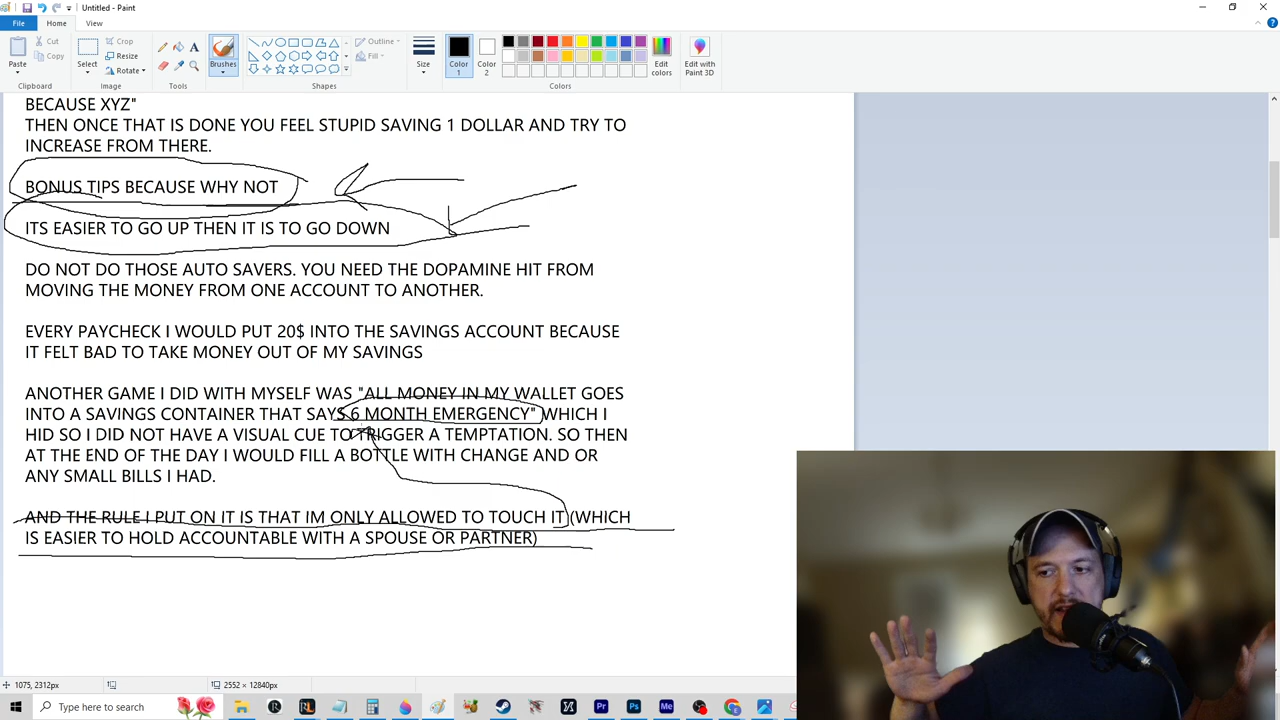 Untitled - Paint
File Home View
Paste
Cut
Copy
Clipboard
Select
Crop
Resize
Rotate
Image
A
Tools
Brushes
Outline
Fill
Shapes
Size
Color 1
Color 2
Edit colors
Colors
Edit with Paint 3D
BECAUSE XYZ"
THEN ONCE THAT IS DONE YOU FEEL STUPID SAVING 1 DOLLAR AND TRY TO
INCREASE FROM THERE.
BONUS TIPS BECAUSE WHY NOT
ITS EASIER TO GO UP THEN IT IS TO GO DOWN
DO NOT DO THOSE AUTO SAVERS. YOU NEED THE DOPAMINE HIT FROM
MOVING THE MONEY FROM ONE ACCOUNT TO ANOTHER.
EVERY PAYCHECK I WOULD PUT 20$ INTO THE SAVINGS ACCOUNT BECAUSE
IT FELT BAD TO TAKE MONEY OUT OF MY SAVINGS
ANOTHER GAME I DID WITH MYSELF WAS "ALL MONEY IN MY WALLET GOES
INTO A SAVINGS CONTAINER THAT SAYS 6 MONTH EMERGENCY" WHICH I
HID SO I DID NOT HAVE A VISUAL CUE TO TRIGGER A TEMPTATION. SO THEN
AT THE END OF THE DAY I WOULD FILL A BOTTLE WITH CHANGE AND OR
ANY SMALL BILLS I HAD.
AND THE RULE I PUT ON IT IS THAT IM ONLY ALLOWED TO TOUCH IT (WHICH
IS EASIER TO HOLD ACCOUNTABLE WITH A SPOUSE OR PARTNER)
1075, 2312px
2552 × 12840px
Type here to search
R
RL
Pr
Ps
Me